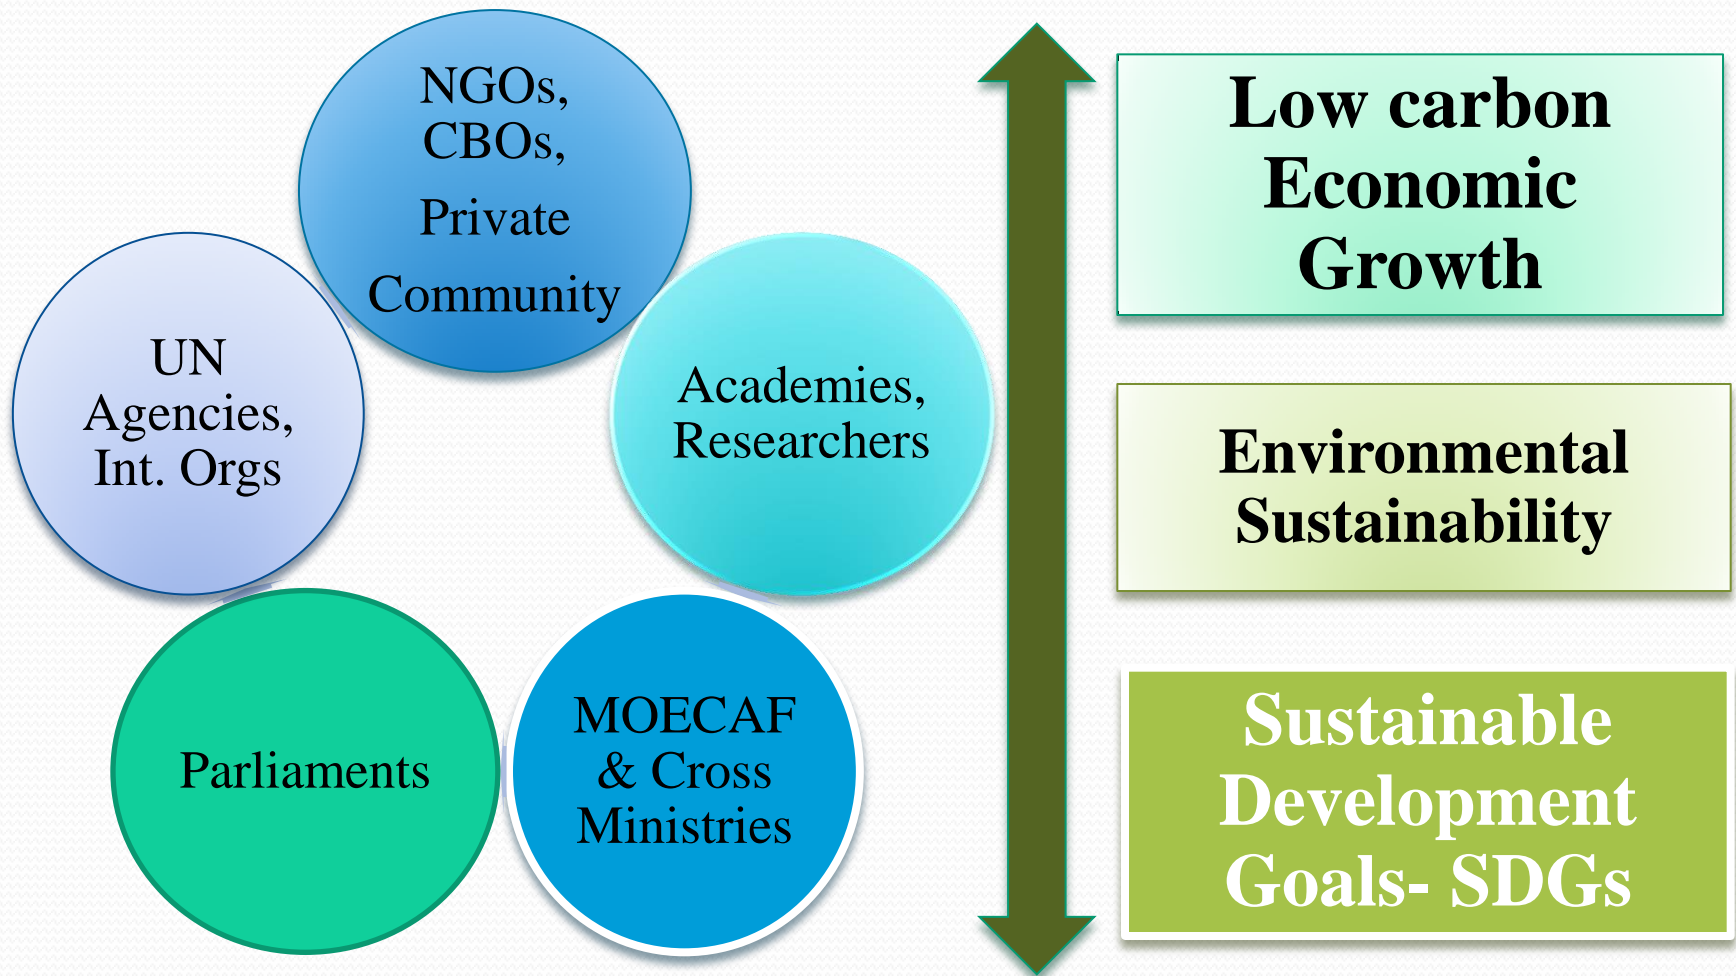 NGOs,
CBOs,
Private
Community
UN
Agencies,
Int. Orgs
Academies,
Researchers
Parliaments
MOECAF
& Cross
Ministries
Low carbon
Economic
Growth
Environmental
Sustainability
Sustainable
Development
Goals- SDGs